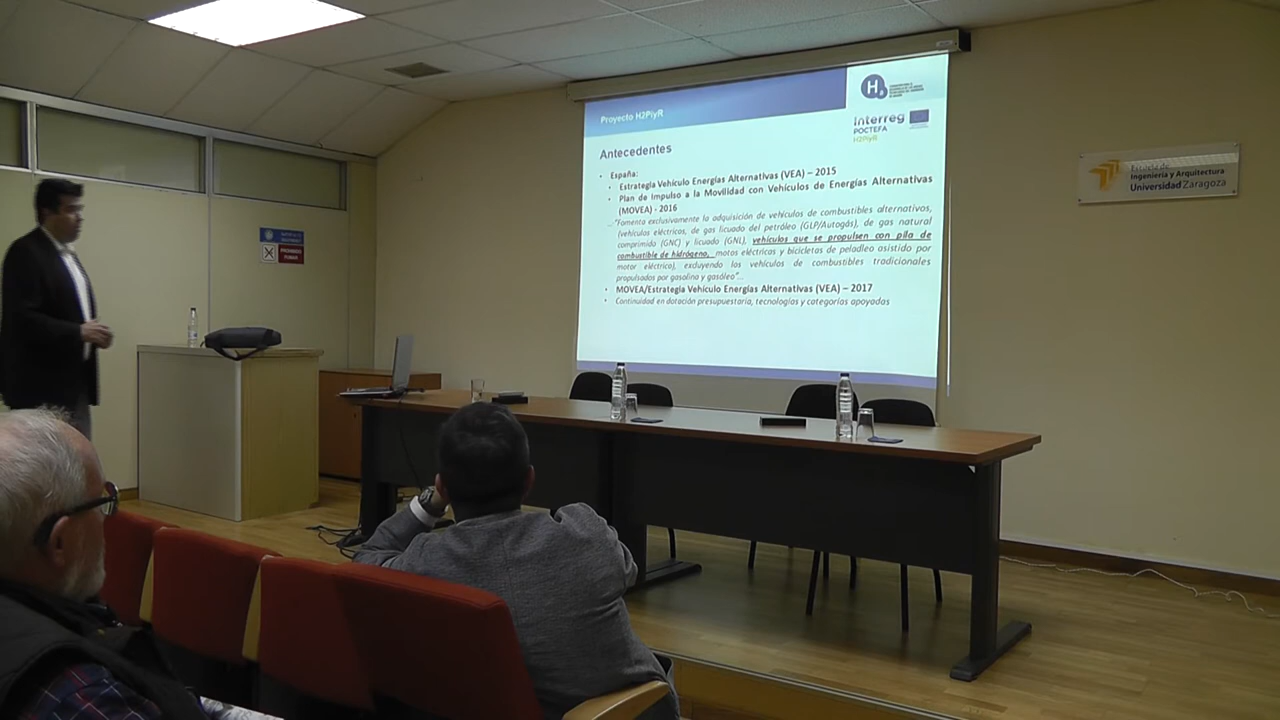 Proyecto H2PiyR
H2
Interreg
POCTEFA
H2PiyR
Antecedentes
• España:
• Estrategia Vehículo Energías Alternativas (VEA) – 2015
• Plan de Impulso a la Movilidad con Vehículos de Energías Alternativas
(MOVEA) - 2016
..."Fomenta exclusivamente la adquisición de vehículos de combustibles alternativos,
(vehículos eléctricos, de gas licuado del petróleo (GLP/Autogás), de gas natural
comprimido (GNC) y licuado (GNL), vehículos que se propulsen con pila de
combustible de hidrógeno, motos eléctricas y bicicletas de pedaleo asistido por
motor eléctrico), excluyendo los vehículos de combustibles tradicionales
propulsados por gasolina y gasóleo"...
• MOVEA/Estrategia Vehículo Energías Alternativas (VEA) – 2017
• Continuidad en dotación presupuestaria, tecnologías y categorías apoyadas
Escuela de
Ingeniería y Arquitectura
Universidad Zaragoza
PROHIBIDO
FUMAR